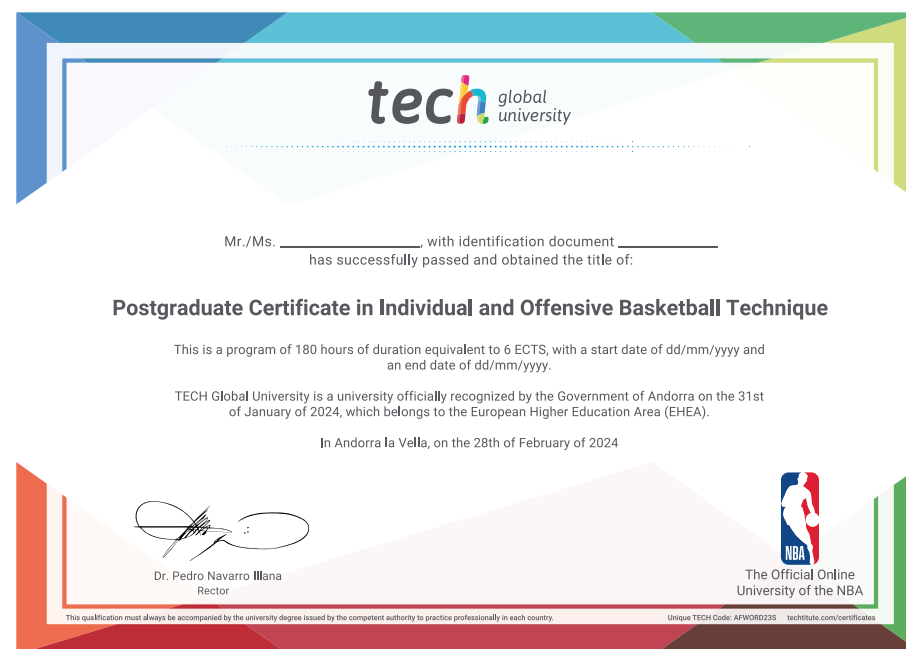 tech global university
Mr./Ms. ____________, with identification document ____________
has successfully passed and obtained the title of:
Postgraduate Certificate in Individual and Offensive Basketball Technique
This is a program of 180 hours of duration equivalent to 6 ECTS, with a start date of dd/mm/yyyy and
an end date of dd/mm/yyyy.
TECH Global University is a university officially recognized by the Government of Andorra on the 31st
of January of 2024, which belongs to the European Higher Education Area (EHEA).
In Andorra la Vella, on the 28th of February of 2024
Dr. Pedro Navarro Illana
Rector
NBA
The Official Online
University of the NBA
This qualification must always be accompanied by the university degree issued by the competent authority to practice professionally in each country.
Unique TECH Code: AFWORD23S techtitute.com/certificates